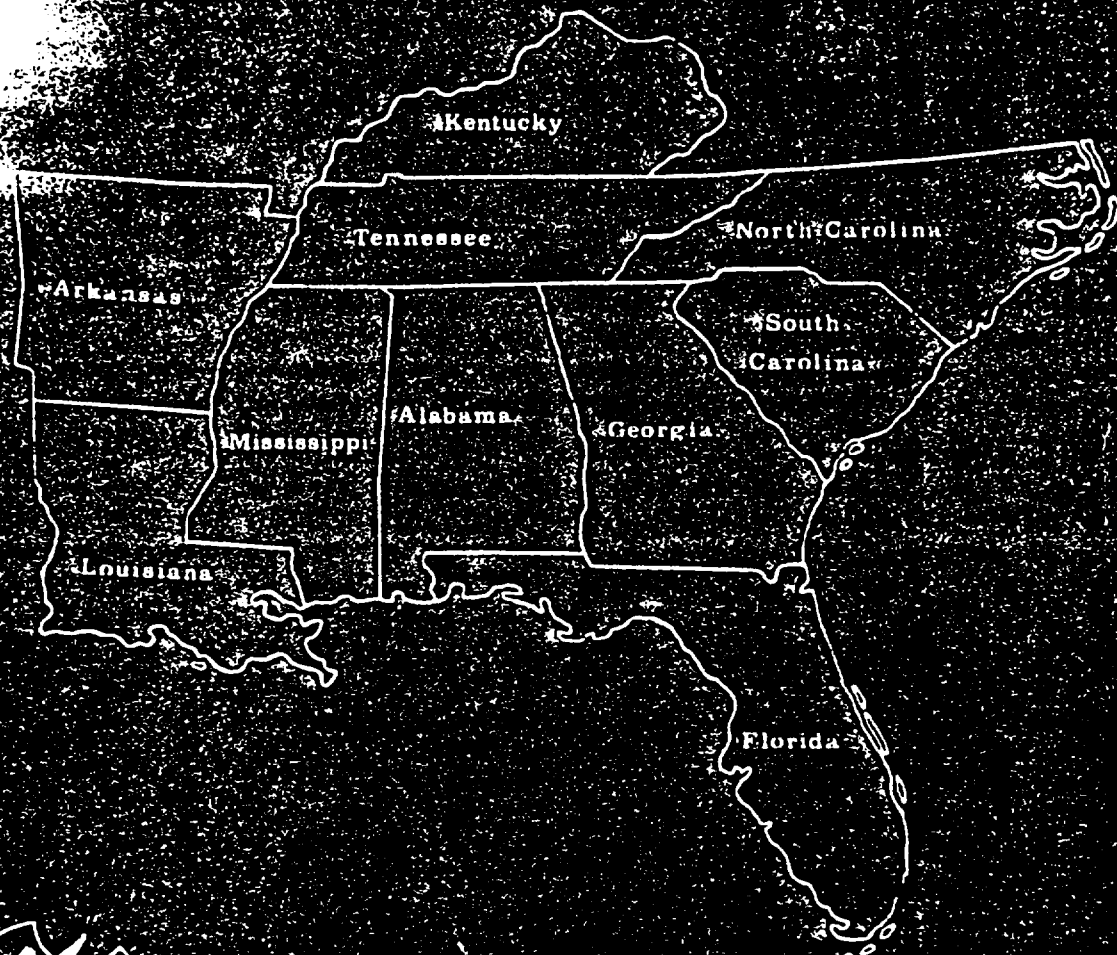 Kentucky
Tennessee
North Carolina
Arkansas
South
Carolina
Alabama
Georgia
Mississippi
Louisiana
Florida